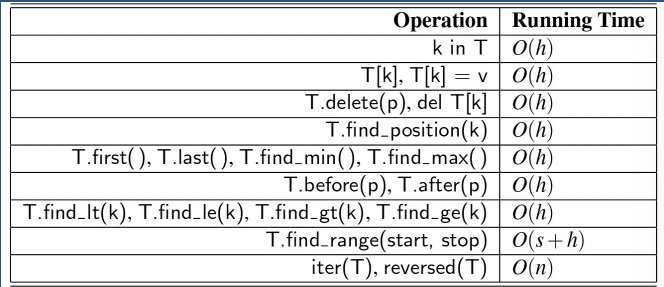 Operation Running Time
k in T O(h)
T[k], T[k] = v O(h)
T.delete(p), del T[k] O(h)
T.find_position(k) O(h)
T.first(), T.last(), T.find_min(), T.find_max() O(h)
T.before(p), T.after(p) O(h)
T.find_lt(k), T.find_le(k), T.find_gt(k), T.find_ge(k) O(h)
T.find_range(start, stop) O(s+h)
iter(T), reversed(T) O(n)